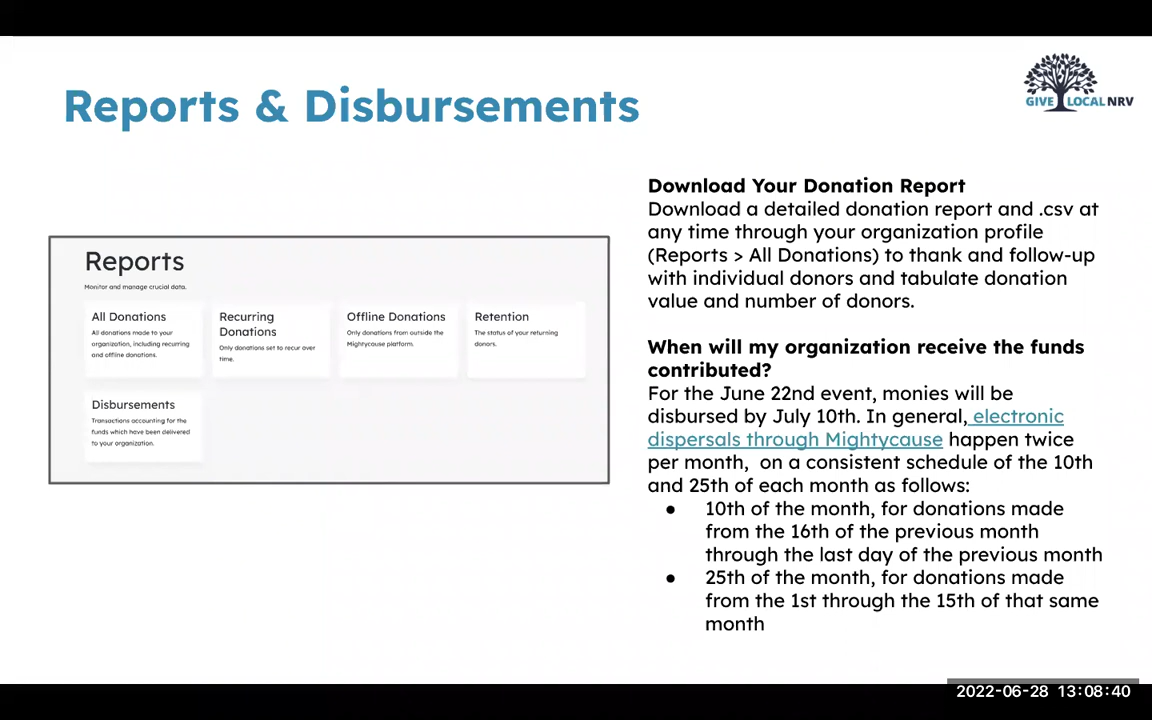 Reports & Disbursements
GIVE LOCAL NRV
Reports
Monitor and manage crucial data.
All Donations
All donations made to your
organization, including recurring
and offline donations.
Recurring
Donations
Only donations set to recur over
time.
Offline Donations
Only donations from outside the
Mightycause platform.
Retention
The status of your returning
donors.
Disbursements
Transactions accounting for the
funds which have been delivered
to your organization.
Download Your Donation Report
Download a detailed donation report and .csv at
any time through your organization profile
(Reports > All Donations) to thank and follow-up
with individual donors and tabulate donation
value and number of donors.
When will my organization receive the funds
contributed?
For the June 22nd event, monies will be
disbursed by July 10th. In general, electronic
dispersals through Mightycause happen twice
per month,  on a consistent schedule of the 10th
and 25th of each month as follows:
● 10th of the month, for donations made
from the 16th of the previous month
through the last day of the previous month
● 25th of the month, for donations made
from the 1st through the 15th of that same
month
2022-06-28 13:08:40